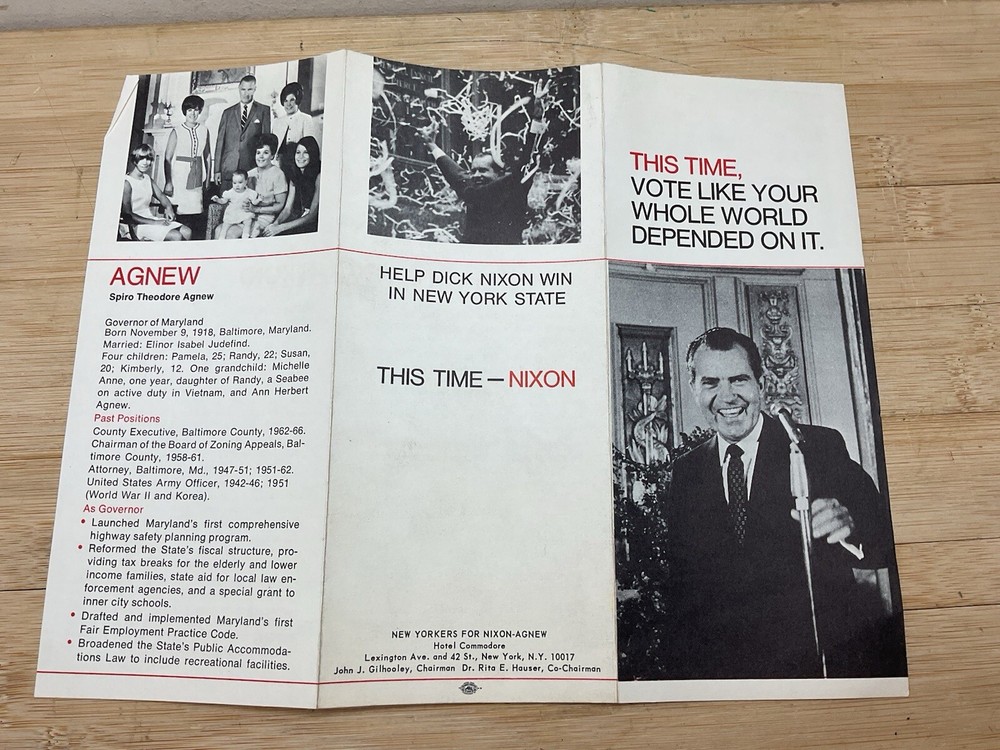 AGNEW
Spiro Theodore Agnew
Governor of Maryland
Born November 9, 1918, Baltimore, Maryland.
Married: Elinor Isabel Judefind.
Four children: Pamela, 25; Randy, 22; Susan,
20; Kimberly, 12. One grandchild: Michelle
Anne, one year, daughter of Randy, a Seabee
on active duty in Vietnam, and Ann Herbert
Agnew.
Past Positions
County Executive, Baltimore County, 1962-66.
Chairman of the Board of Zoning Appeals, Bal-
timore County, 1958-61.
Attorney, Baltimore, Md., 1947-51; 1951-62.
United States Army Officer, 1942-46; 1951
(World War II and Korea).
As Governor
• Launched Maryland's first comprehensive
highway safety planning program.
• Reformed the State's fiscal structure, pro-
viding tax breaks for the elderly and lower
income families, state aid for local law en-
forcement agencies, and a special grant to
inner city schools.
• Drafted and implemented Maryland's first
Fair Employment Practice Code.
• Broadened the State's Public Accommoda-
tions Law to include recreational facilities.
HELP DICK NIXON WIN
IN NEW YORK STATE
THIS TIME — NIXON
NEW YORKERS FOR NIXON-AGNEW
Hotel Commodore
Lexington Ave. and 42 St., New York, N.Y. 10017
John J. Gilhooley, Chairman Dr. Rita E. Hauser, Co-Chairman
THIS TIME,
VOTE LIKE YOUR
WHOLE WORLD
DEPENDED ON IT.